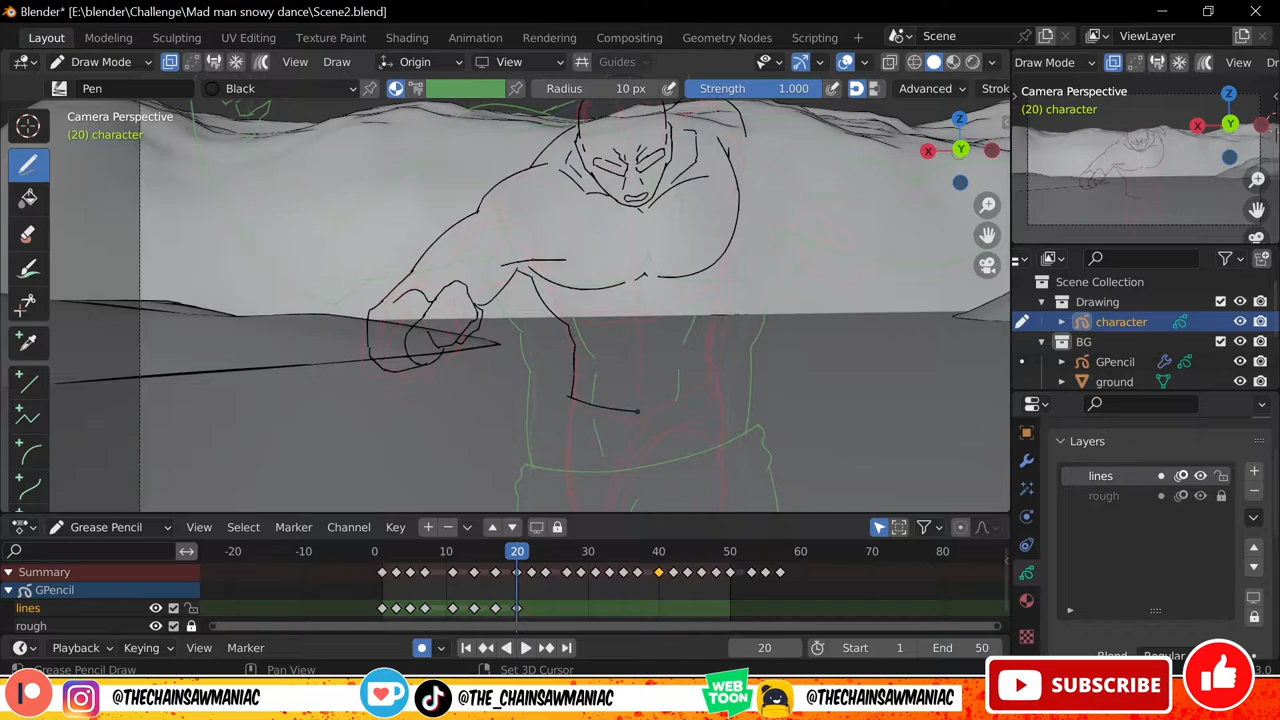 Blender* [E:\blender\Challenge\Mad man snowy dance\Scene2.blend]
Layout Modeling Sculpting UV Editing Texture Paint Shading Animation Rendering Compositing Geometry Nodes Scripting + Scene ViewLayer
Draw Mode View Draw Origin View Guides Draw Mode View Dr
Pen Black Radius 10 px Strength 1.000 Advanced Strok
Camera Perspective
(20) character
Z
X
Y
Camera Perspective
(20) character
Z
X
Y
Scene Collection
Drawing
character
BG
GPencil
ground
Layers
lines
rough
Grease Pencil View Select Marker Channel Key
-20 -10 0 10 20 30 40 50 60 70 80
Summary
GPencil
lines
rough
Playback Keying View Marker 20 Start 1 End 50
Grease Pencil Draw Pan View Set 3D Cursor
@THECHAINSAWMANIAC @THE_CHAINSAWMANIAC WEB TOON @THECHAINSAWMANIAC SUBSCRIBE